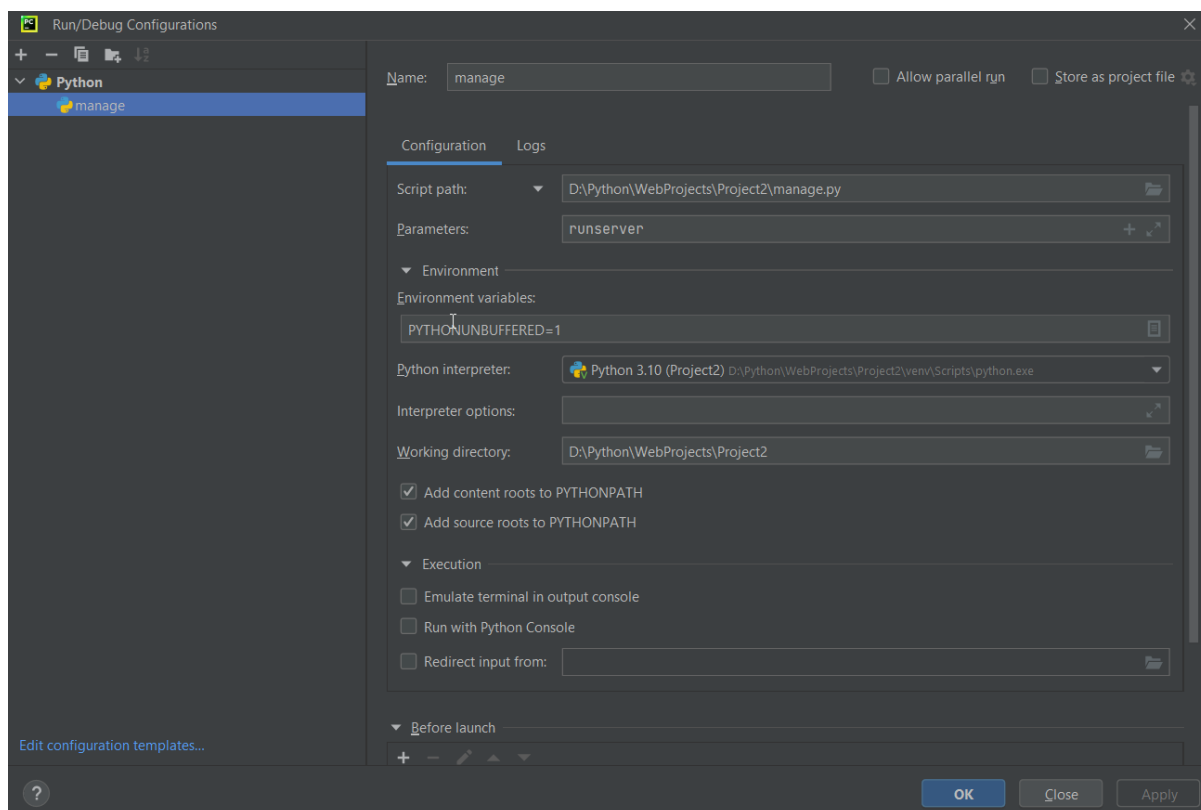 PC
Run/Debug Configurations
Python
manage
Edit configuration templates...
Name: manage Allow parallel run Store as project file
Configuration Logs
Script path: D:\Python\WebProjects\Project2\manage.py
Parameters: runserver
Environment
Environment variables:
PYTHONUNBUFFERED=1
Python interpreter: Python 3.10 (Project2) D:\Python\WebProjects\Project2\venv\Scripts\python.exe
Interpreter options:
Working directory: D:\Python\WebProjects\Project2
Add content roots to PYTHONPATH
Add source roots to PYTHONPATH
Execution
Emulate terminal in output console
Run with Python Console
Redirect input from:
Before launch
? OK Close Apply